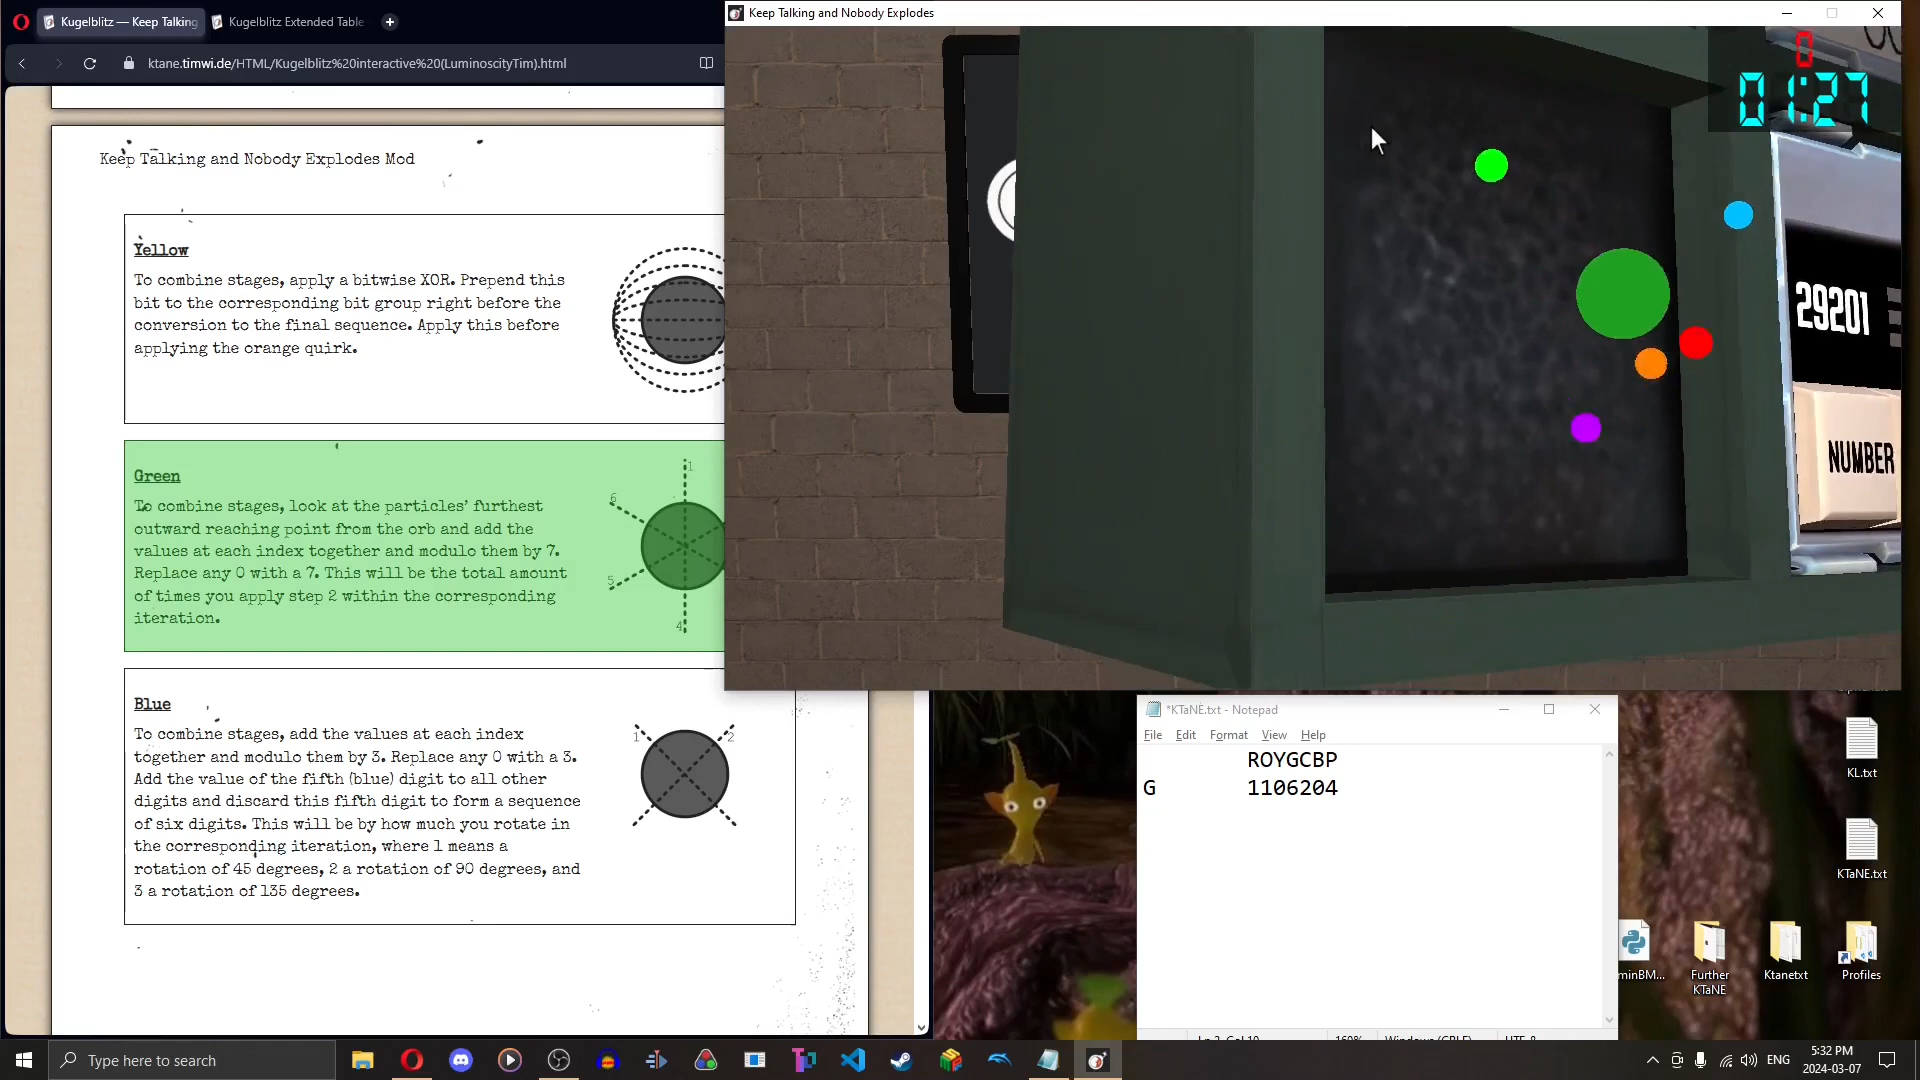 Kugelblitz — Keep Talking
Kugelblitz Extended Table
ktane.timwi.de/HTML/Kugelblitz%20interactive%20(LuminoscityTim).html
Keep Talking and Nobody Explodes Mod
Yellow
To combine stages, apply a bitwise XOR. Prepend this
bit to the corresponding bit group right before the
conversion to the final sequence. Apply this before
applying the orange quirk.
Green
To combine stages, look at the particles' furthest
outward reaching point from the orb and add the
values at each index together and modulo them by 7.
Replace any 0 with a 7. This will be the total amount
of times you apply step 2 within the corresponding
iteration.
1
6
5
4
Blue
To combine stages, add the values at each index
together and modulo them by 3. Replace any 0 with a 3.
Add the value of the fifth (blue) digit to all other
digits and discard this fifth digit to form a sequence
of six digits. This will be by how much you rotate in
the corresponding iteration, where 1 means a
rotation of 45 degrees, 2 a rotation of 90 degrees, and
3 a rotation of 135 degrees.
1
2
Keep Talking and Nobody Explodes
0
01:27
29201
NUMBER
*KTaNE.txt - Notepad
File Edit Format View Help
ROYGCBP
G 1106204
KL.txt
KTaNE.txt
minBM...
Further
KTaNE
Ktanetxt
Profiles
Type here to search
ENG
5:32 PM
2024-03-07